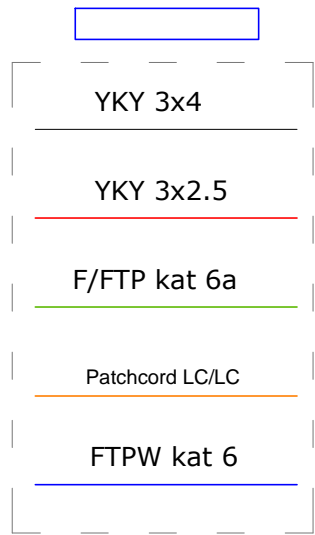 YKY 3x4
YKY 3x2.5
F/FTP kat 6a
Patchcord LC/LC
FTPW kat 6